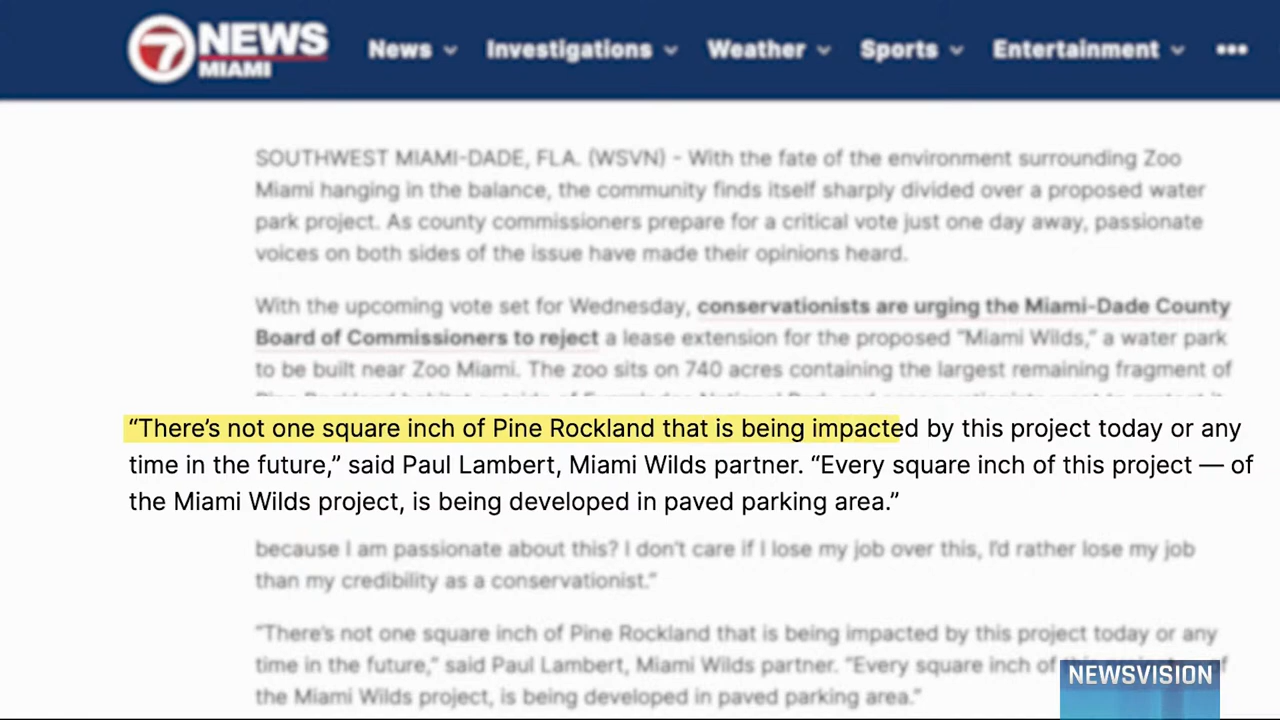 7 NEWS
MIAMI
News
Investigations
Weather
Sports
Entertainment
•••
SOUTHWEST MIAMI-DADE, FLA. (WSVN) - With the fate of the environment surrounding Zoo
Miami hanging in the balance, the community finds itself sharply divided over a proposed water
park project. As county commissioners prepare for a critical vote just one day away, passionate
voices on both sides of the issue have made their opinions heard.
With the upcoming vote set for Wednesday, conservationists are urging the Miami-Dade County
Board of Commissioners to reject a lease extension for the proposed “Miami Wilds,” a water park
to be built near Zoo Miami. The zoo sits on 740 acres containing the largest remaining fragment of
“There’s not one square inch of Pine Rockland that is being impacted by this project today or any
time in the future,” said Paul Lambert, Miami Wilds partner. “Every square inch of this project — of
the Miami Wilds project, is being developed in paved parking area.”
because I am passionate about this? I don’t care if I lose my job over this, I’d rather lose my job
than my credibility as a conservationist.”
“There’s not one square inch of Pine Rockland that is being impacted by this project today or any
time in the future,” said Paul Lambert, Miami Wilds partner. “Every square inch of
the Miami Wilds project, is being developed in paved parking area.”
NEWSVISION